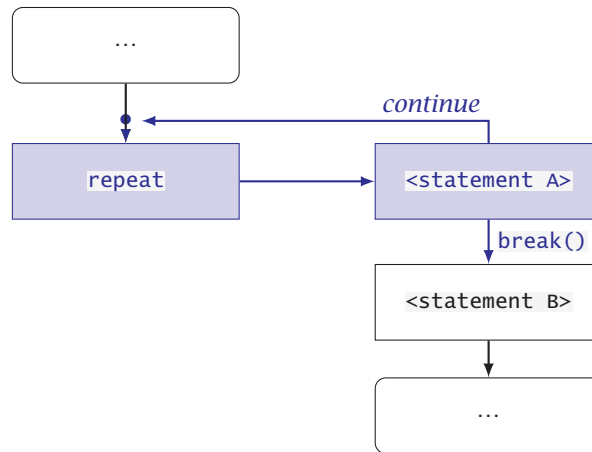 ...
continue
repeat
<statement A>
break()
<statement B>
...